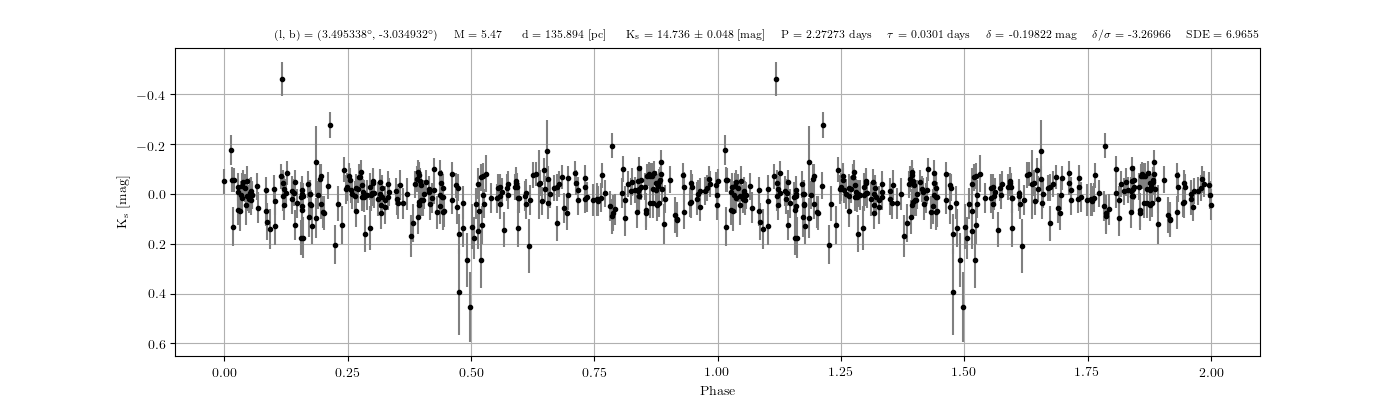 (l, b) = (3.495338°, -3.034932°) M = 5.47 d = 135.894 [pc] Kₛ = 14.736 ± 0.048 [mag] P = 2.27273 days τ = 0.0301 days δ = -0.19822 mag δ/σ = -3.26966 SDE = 6.9655
−0.4
−0.2
0.0
0.2
0.4
0.6
Kₛ [mag]
0.00 0.25 0.50 0.75 1.00 1.25 1.50 1.75 2.00
Phase